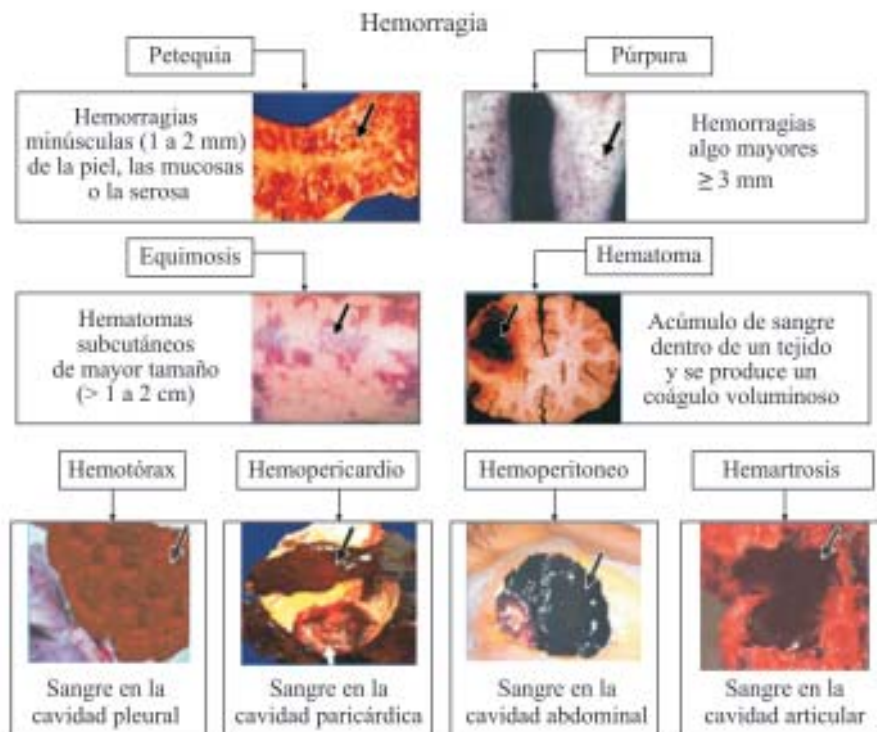 Hemorragia
Petequia
Hemorragias
minúsculas (1 a 2 mm)
de la piel, las mucosas
o la serosa
Púrpura
Hemorragias
algo mayores
≥ 3 mm
Equimosis
Hematomas
subcutáneos
de mayor tamaño
(> 1 a 2 cm)
Hematoma
Acúmulo de sangre
dentro de un tejido
y se produce un
coágulo voluminoso
Hemotórax
Sangre en la
cavidad pleural
Hemopericardio
Sangre en la
cavidad paricárdica
Hemoperitoneo
Sangre en la
cavidad abdominal
Hemartrosis
Sangre en la
cavidad articular